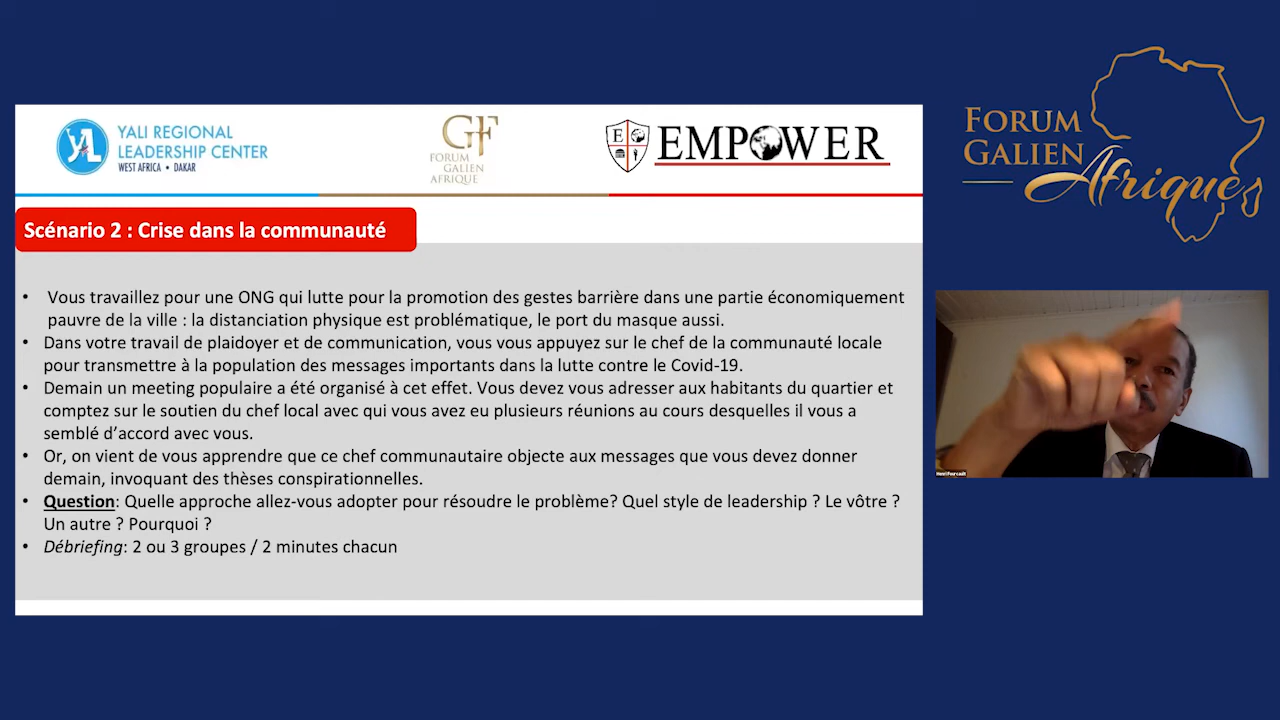 YALI REGIONAL
LEADERSHIP CENTER
WEST AFRICA • DAKAR
GF
FORUM
GALIEN
AFRIQUE
E
EMPOWER
FORUM
GALIEN
Afrique
Scénario 2 : Crise dans la communauté
• Vous travaillez pour une ONG qui lutte pour la promotion des gestes barrière dans une partie économiquement
pauvre de la ville : la distanciation physique est problématique, le port du masque aussi.
• Dans votre travail de plaidoyer et de communication, vous vous appuyez sur le chef de la communauté locale
pour transmettre à la population des messages importants dans la lutte contre le Covid-19.
• Demain un meeting populaire a été organisé à cet effet. Vous devez vous adresser aux habitants du quartier et
comptez sur le soutien du chef local avec qui vous avez eu plusieurs réunions au cours desquelles il vous a
semblé d’accord avec vous.
• Or, on vient de vous apprendre que ce chef communautaire objecte aux messages que vous devez donner
demain, invoquant des thèses conspirationnelles.
• Question: Quelle approche allez-vous adopter pour résoudre le problème? Quel style de leadership ? Le vôtre ?
Un autre ? Pourquoi ?
• Débriefing: 2 ou 3 groupes / 2 minutes chacun